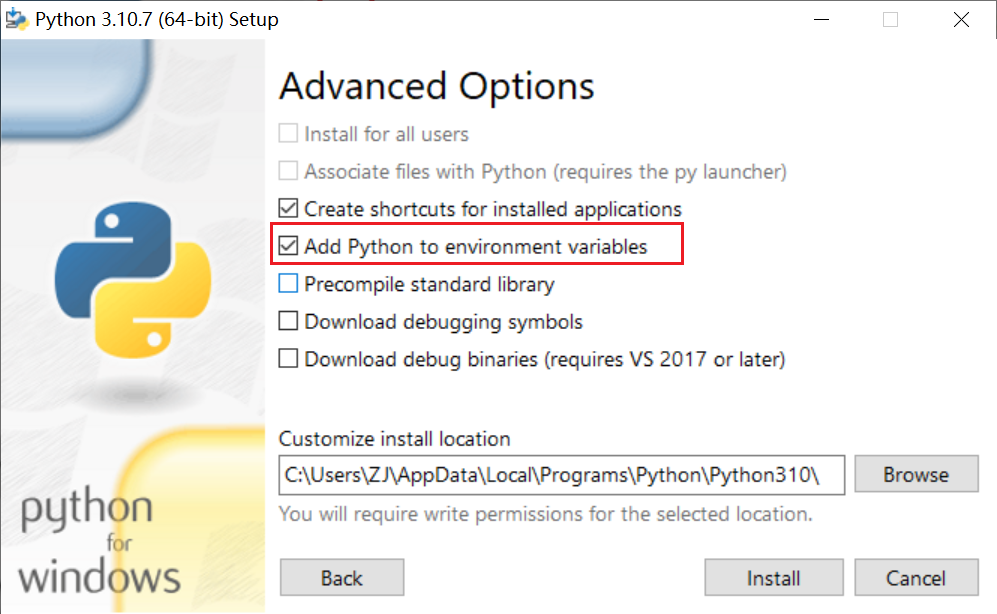 Python 3.10.7 (64-bit) Setup
Advanced Options
Install for all users
Associate files with Python (requires the py launcher)
Create shortcuts for installed applications
Add Python to environment variables
Precompile standard library
Download debugging symbols
Download debug binaries (requires VS 2017 or later)
Customize install location
C:\Users\ZJ\AppData\Local\Programs\Python\Python310\
Browse
You will require write permissions for the selected location.
python
for
windows
Back
Install
Cancel